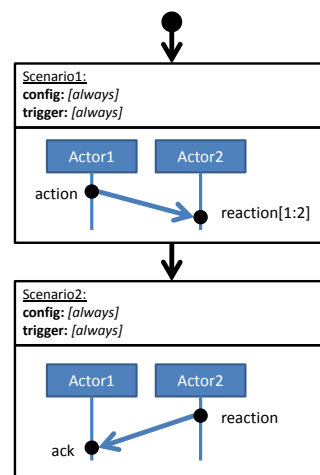 Scenario1:
config: [always]
trigger: [always]
Actor1 Actor2
action
reaction[1:2]
Scenario2:
config: [always]
trigger: [always]
Actor1 Actor2
reaction
ack